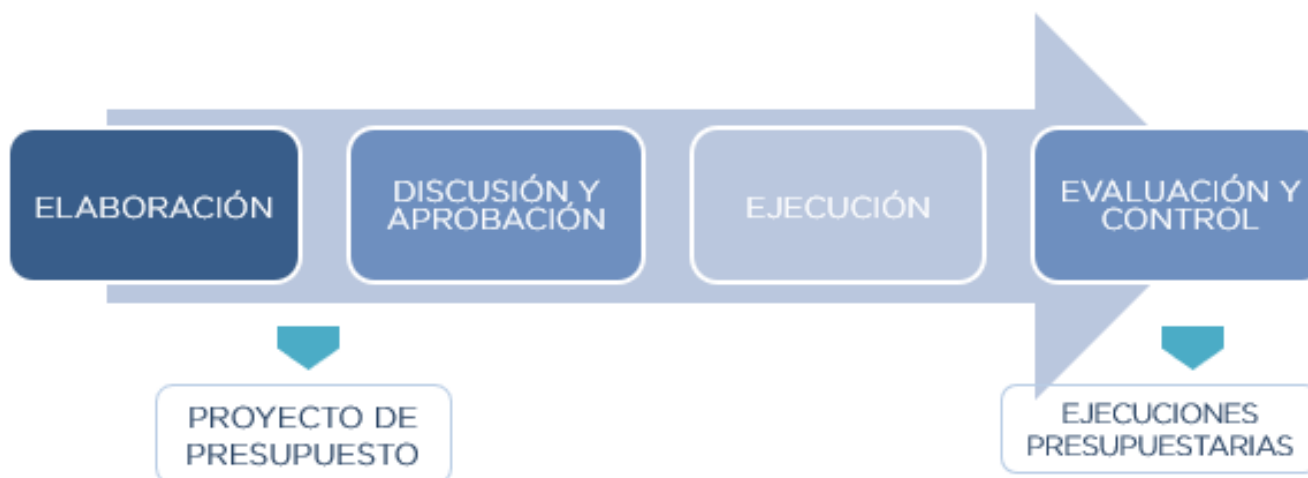 ELABORACIÓN
DISCUSIÓN Y
APROBACIÓN
EJECUCIÓN
EVALUACIÓN Y
CONTROL
PROYECTO DE
PRESUPUESTO
EJECUCIONES
PRESUPUESTARIAS